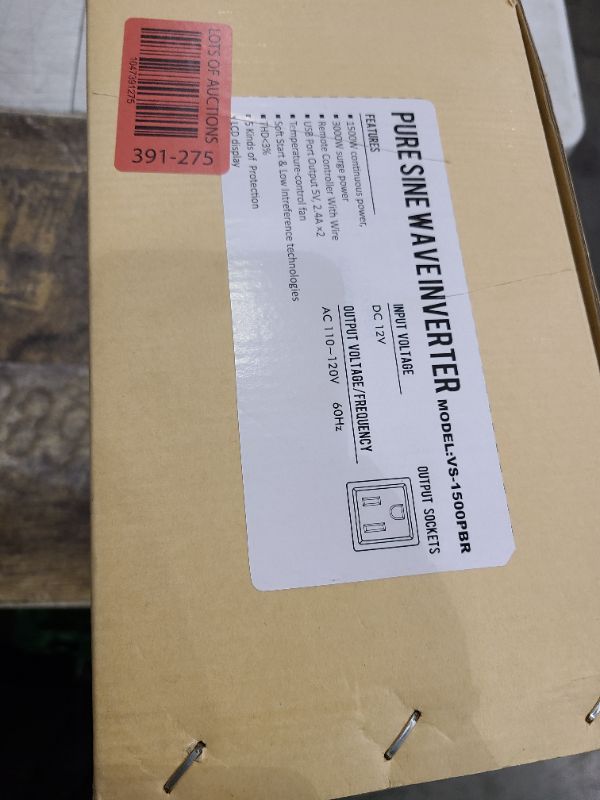 PURE SINE WAVE INVERTER MODEL:VS-1500PBR
FEATURES
▪ 1500W continuous power,
▪ 3000W surge power
▪ Remote Controller With Wire
▪ USB Port Output 5V, 2.4A ×2
▪ Temperature-control fan
▪ Soft Start & Low Intreference technologies
▪ THD<3%
▪ 5 Kinds of Protection
LCD display
INPUT VOLTAGE
DC 12V
OUTPUT VOLTAGE/FREQUENCY
AC 110~120V 60Hz
OUTPUT SOCKETS
LOTS OF AUCTIONS
1047391275
391-275